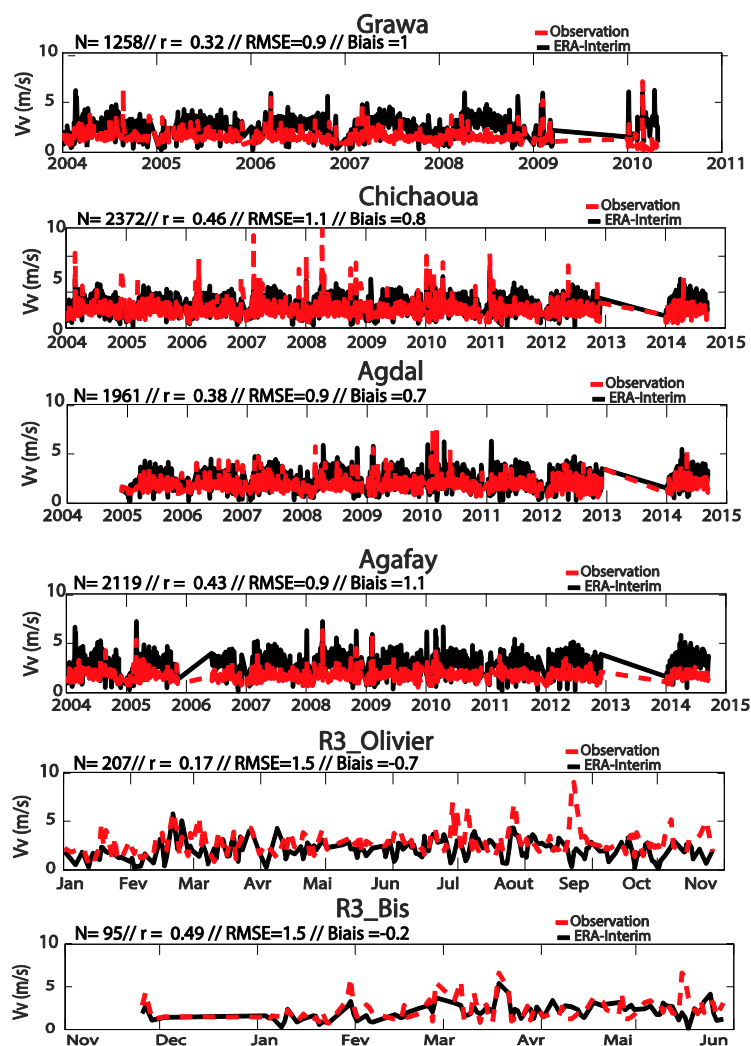 Grawa
N= 1258// r = 0.32 // RMSE=0.9 // Biais =1
Observation
ERA-Interim
Vv (m/s)
10
5
0
2004 2005 2006 2007 2008 2009 2010 2011
Chichaoua
N= 2372// r = 0.46 // RMSE=1.1 // Biais =0.8
Observation
ERA-Interim
Vv (m/s)
10
5
0
2004 2005 2006 2007 2008 2009 2010 2011 2012 2013 2014 2015
Agdal
N= 1961 // r = 0.38 // RMSE=0.9 // Biais =0.7
Observation
ERA-Interim
Vv (m/s)
10
5
0
2004 2005 2006 2007 2008 2009 2010 2011 2012 2013 2014 2015
Agafay
N= 2119 // r = 0.43 // RMSE=0.9 // Biais =1.1
Observation
ERA-Interim
Vv (m/s)
10
5
0
2004 2005 2006 2007 2008 2009 2010 2011 2012 2013 2014 2015
R3_Olivier
N= 207// r = 0.17 // RMSE=1.5 // Biais =-0.7
Observation
ERA-Interim
Vv (m/s)
10
5
0
Jan Fev Mar Avr Mai Jun Jul Aout Sep Oct Nov
R3_Bis
N= 95// r = 0.49 // RMSE=1.5 // Biais =-0.2
Observation
ERA-Interim
Vv (m/s)
10
5
0
Nov Dec Jan Fev Mar Avr Mai Jun